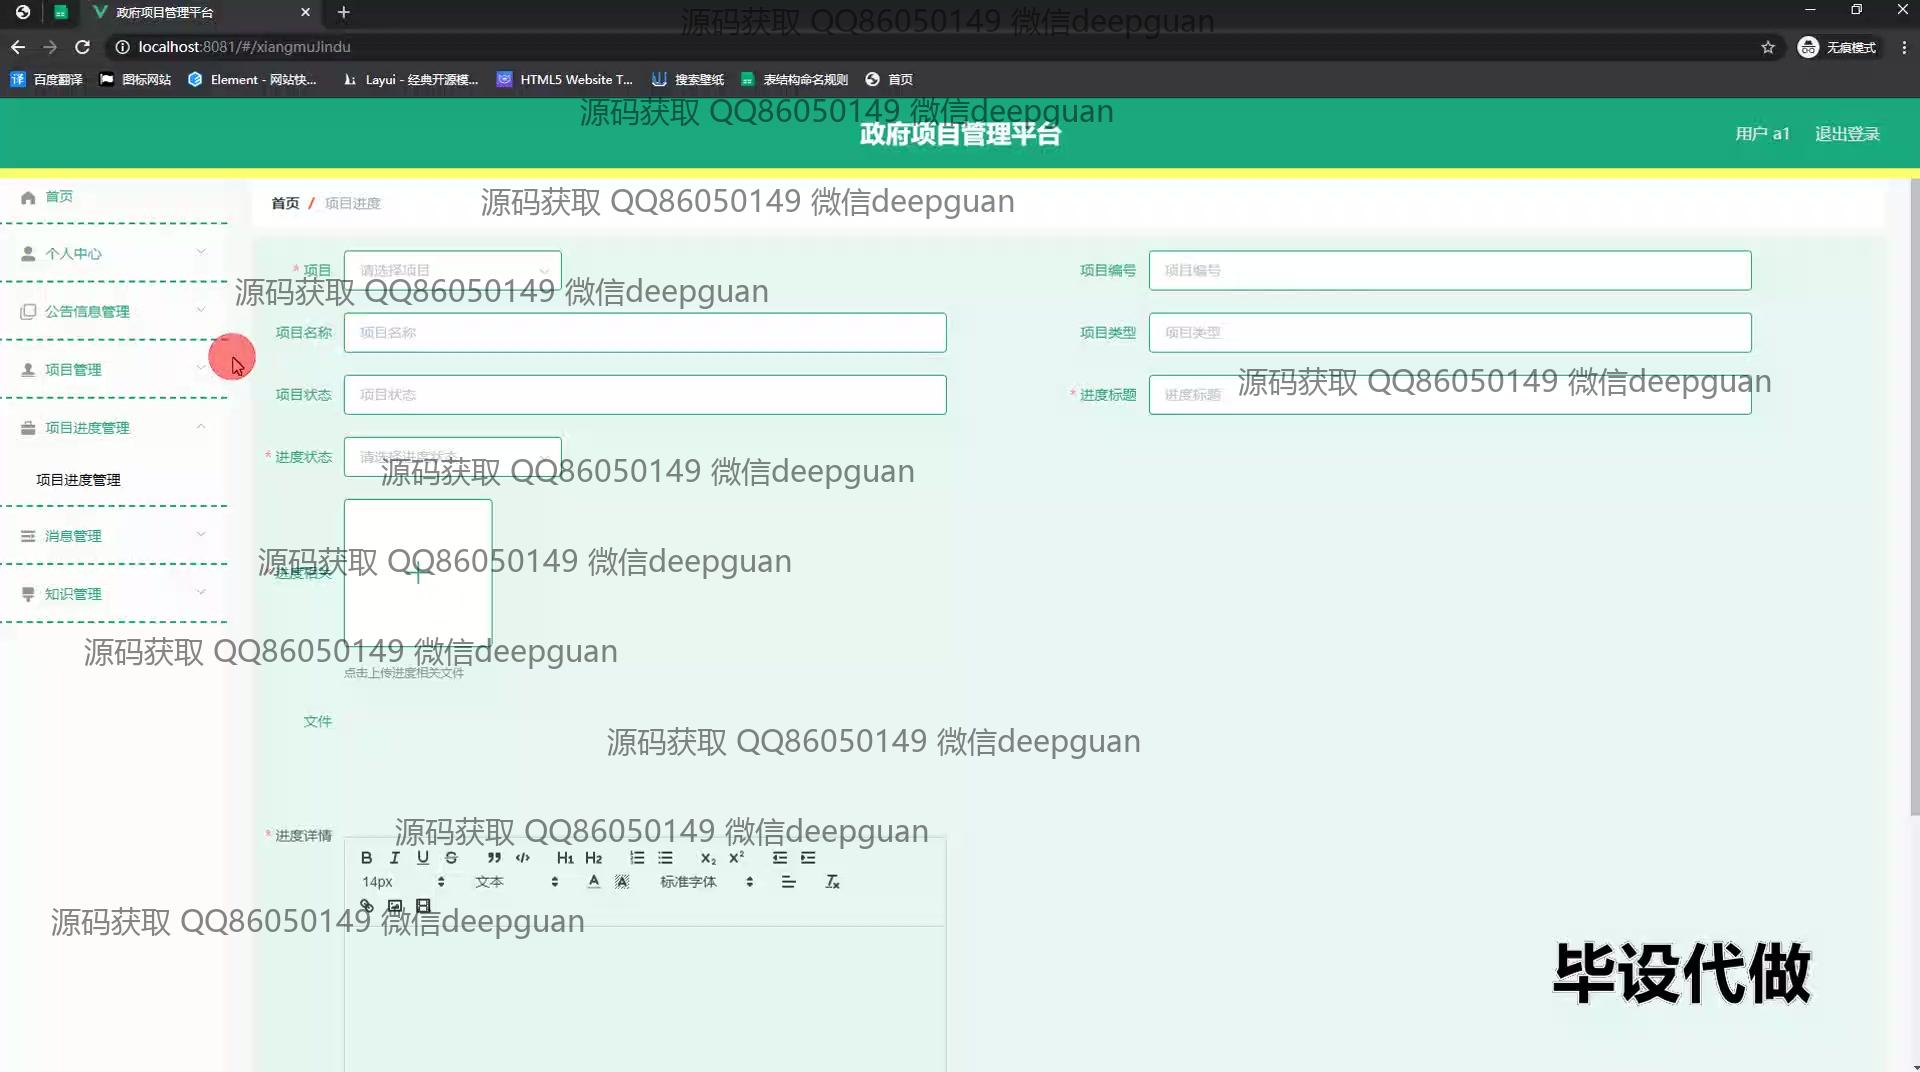 政府项目管理平台
源码获取 QQ86050149 微信deepguan
localhost:8081/#/xiangmuJindu
无痕模式
百度翻译
图标网站
Element - 网站快...
Layui - 经典开源模...
HTML5 Website T...
搜索壁纸
表结构命名规则
首页
源码获取 QQ86050149 微信deepguan
政府项目管理平台
用户 a1
退出登录
首页
首页 / 项目进度
源码获取 QQ86050149 微信deepguan
个人中心
* 项目
请选择项目
项目编号
项目编号
源码获取 QQ86050149 微信deepguan
公告信息管理
项目名称
项目名称
项目类型
项目类型
项目管理
源码获取 QQ86050149 微信deepguan
项目状态
项目状态
* 进度标题
进度标题
项目进度管理
* 进度状态
请选择进度状态
源码获取 QQ86050149 微信deepguan
项目进度管理
消息管理
源码获取 QQ86050149 微信deepguan
进度相关
知识管理
源码获取 QQ86050149 微信deepguan
点击上传进度相关文件
文件
源码获取 QQ86050149 微信deepguan
* 进度详情
源码获取 QQ86050149 微信deepguan
B I U S H1 H2 X2 X2
14px 文本 A A 标准字体
源码获取 QQ86050149 微信deepguan
毕设代做